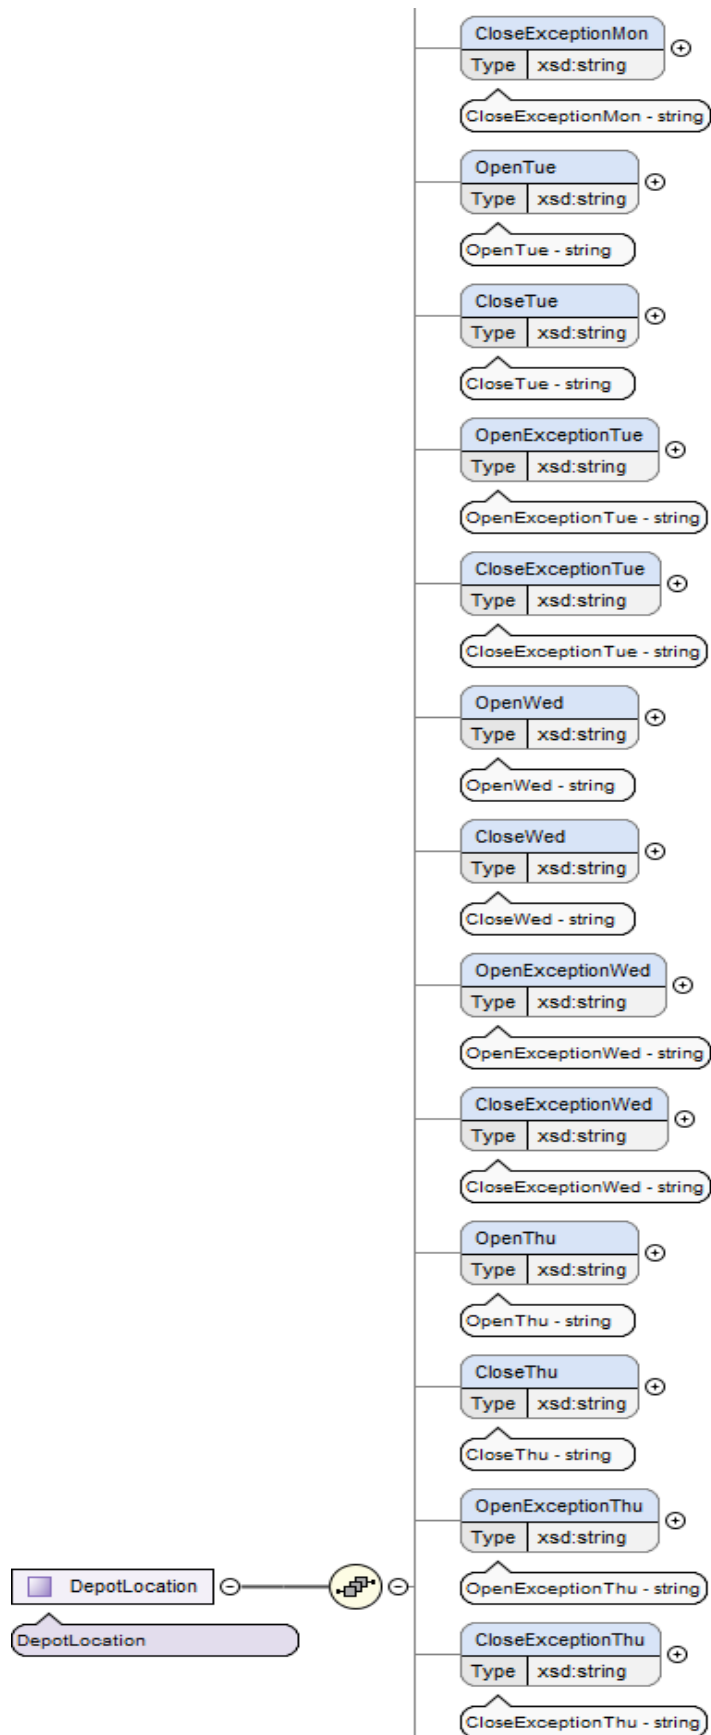 CloseExceptionMon
Type xsd:string
CloseExceptionMon - string
OpenTue
Type xsd:string
OpenTue - string
CloseTue
Type xsd:string
CloseTue - string
OpenExceptionTue
Type xsd:string
OpenExceptionTue - string
CloseExceptionTue
Type xsd:string
CloseExceptionTue - string
OpenWed
Type xsd:string
OpenWed - string
CloseWed
Type xsd:string
CloseWed - string
OpenExceptionWed
Type xsd:string
OpenExceptionWed - string
CloseExceptionWed
Type xsd:string
CloseExceptionWed - string
OpenThu
Type xsd:string
OpenThu - string
CloseThu
Type xsd:string
CloseThu - string
OpenExceptionThu
Type xsd:string
OpenExceptionThu - string
DepotLocation
DepotLocation
CloseExceptionThu
Type xsd:string
CloseExceptionThu - string